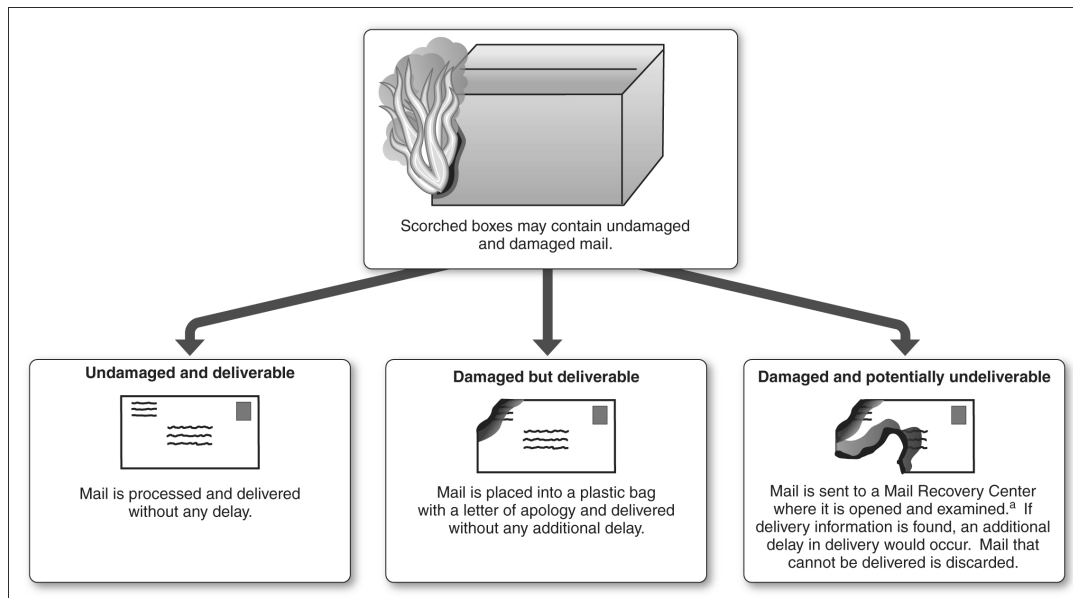 Scorched boxes may contain undamaged
and damaged mail.
Undamaged and deliverable
Mail is processed and delivered
without any delay.
Damaged but deliverable
Mail is placed into a plastic bag
with a letter of apology and delivered
without any additional delay.
Damaged and potentially undeliverable
Mail is sent to a Mail Recovery Center
where it is opened and examined.ᵃ If
delivery information is found, an additional
delay in delivery would occur. Mail that
cannot be delivered is discarded.